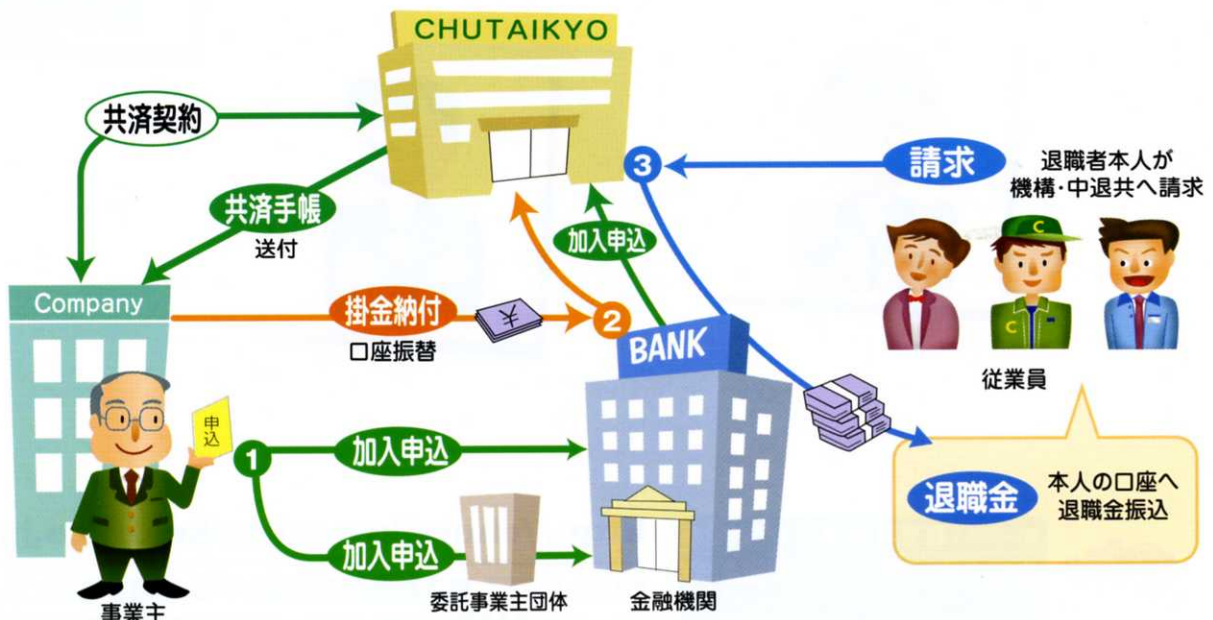 CHUTAIKYO
共済契約
共済手帳
送付
3
請求
退職者本人が
機構・中退共へ請求
C
C
従業員
加入申込
Company
掛金納付
口座振替
¥
2
BANK
申込
1
加入申込
加入申込
委託事業主団体
金融機関
事業主
退職金
本人の口座へ
退職金振込